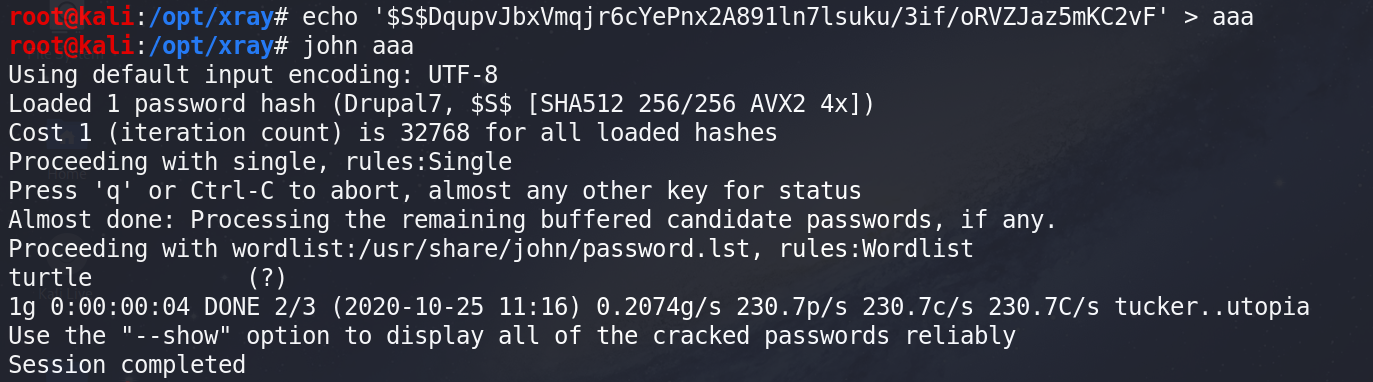 root@kali:/opt/xray# echo '$S$DqupvJbxVmqjr6cYePnx2A891ln7lsuku/3if/oRVZJaz5mKC2vF' > aaa
root@kali:/opt/xray# john aaa
Using default input encoding: UTF-8
Loaded 1 password hash (Drupal7, $S$ [SHA512 256/256 AVX2 4x])
Cost 1 (iteration count) is 32768 for all loaded hashes
Proceeding with single, rules:Single
Press 'q' or Ctrl-C to abort, almost any other key for status
Almost done: Processing the remaining buffered candidate passwords, if any.
Proceeding with wordlist:/usr/share/john/password.lst, rules:Wordlist
turtle           (?)
1g 0:00:00:04 DONE 2/3 (2020-10-25 11:16) 0.2074g/s 230.7p/s 230.7c/s 230.7C/s tucker..utopia
Use the "--show" option to display all of the cracked passwords reliably
Session completed